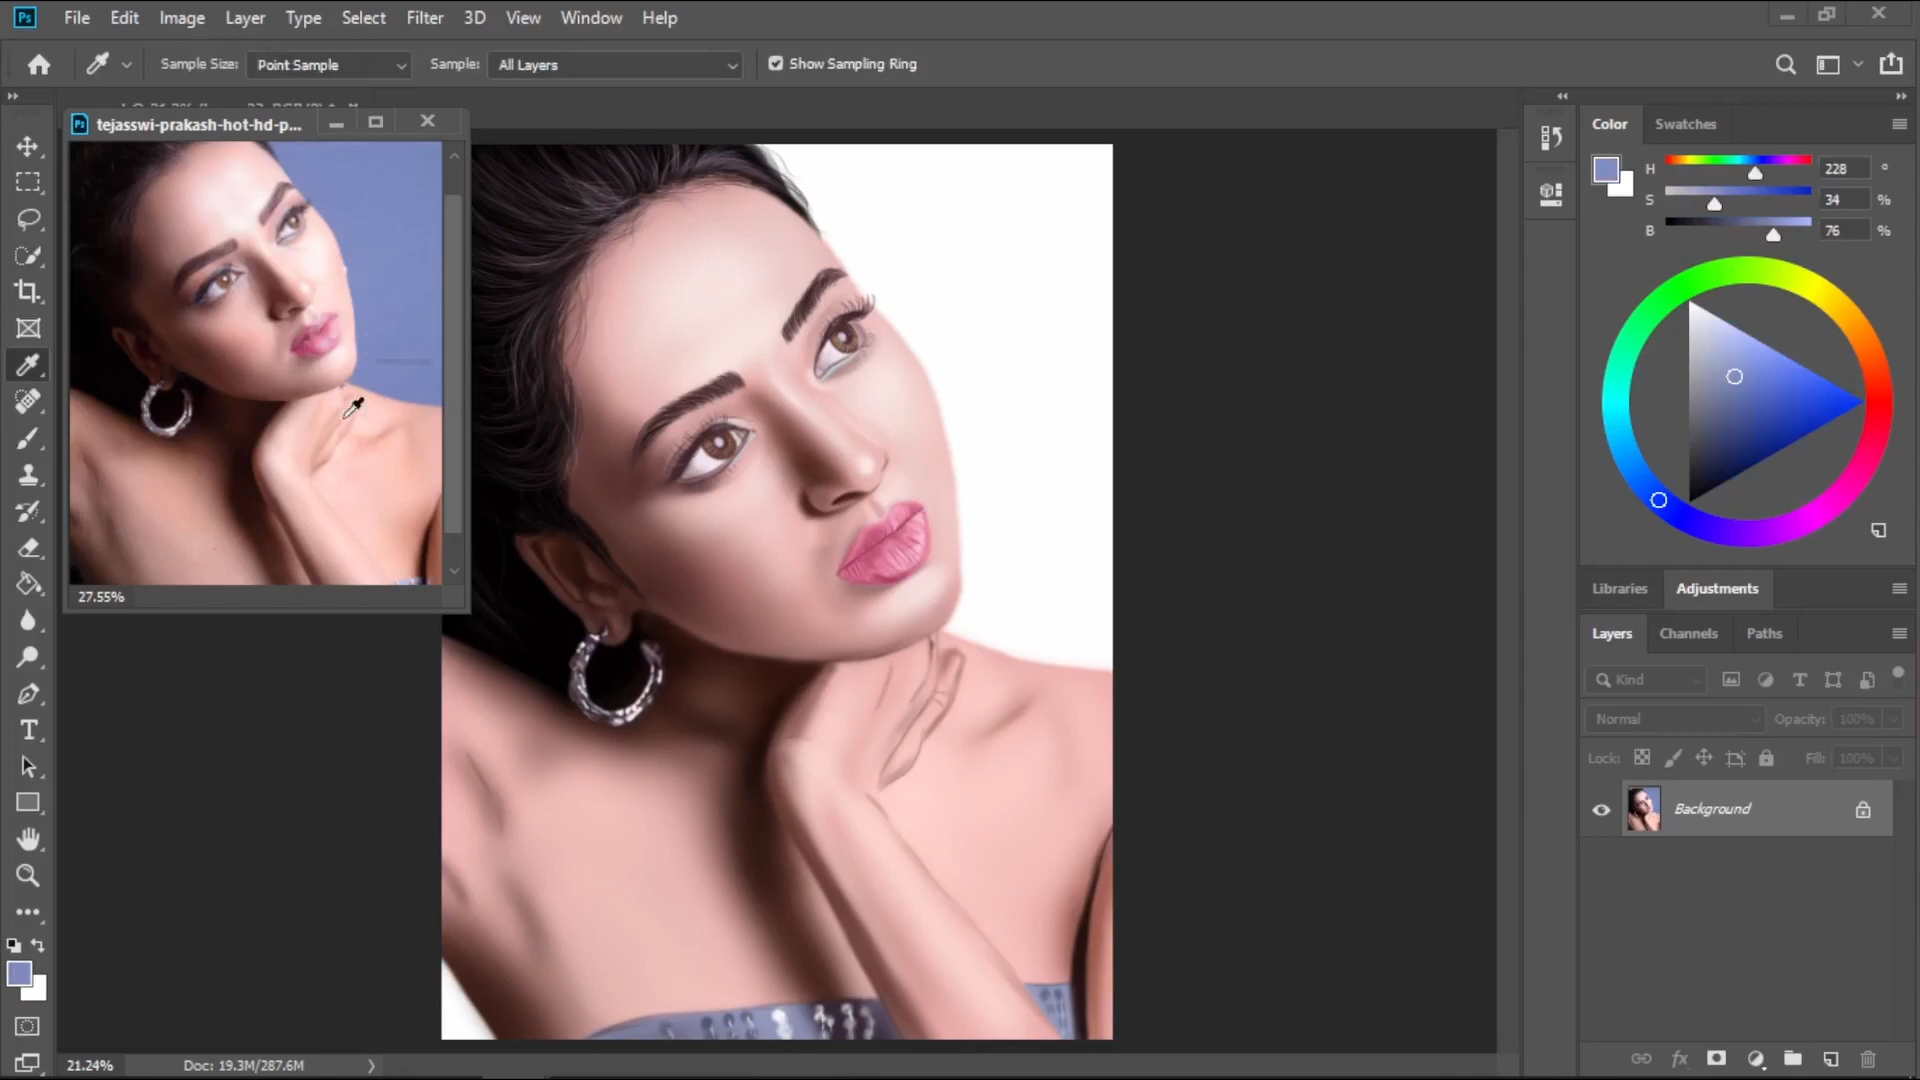 Ps File Edit Image Layer Type Select Filter 3D View Window Help
Sample Size: Point Sample Sample: All Layers Show Sampling Ring
Ps tejasswi-prakash-hot-hd-p...
27.55%
Color Swatches
H 228 °
S 34 %
B 76 %
Libraries Adjustments
Layers Channels Paths
Kind
Normal Opacity: 100%
Lock: Fill: 100%
Background
fx
21.24% Doc: 19.3M/287.6M